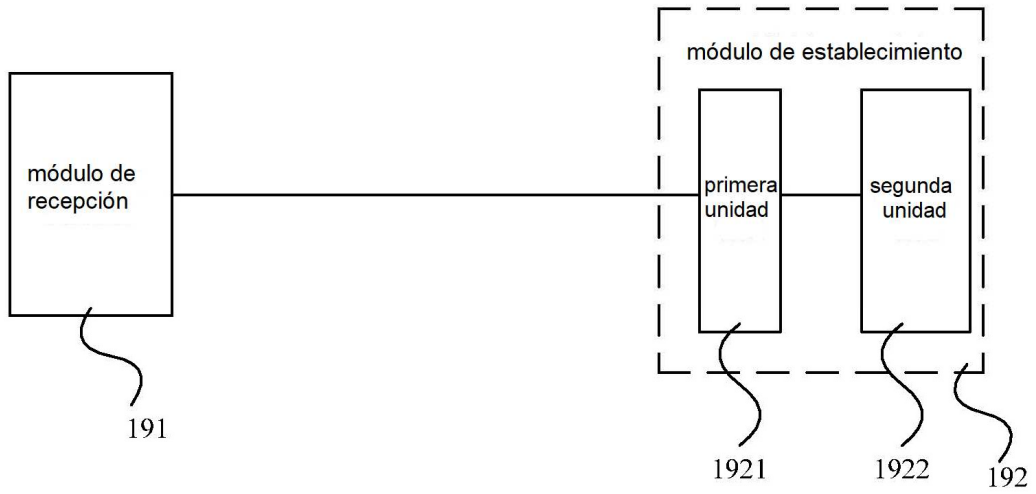 módulo de establecimiento
módulo de
recepción
primera
unidad
segunda
unidad
191
1921
1922
192